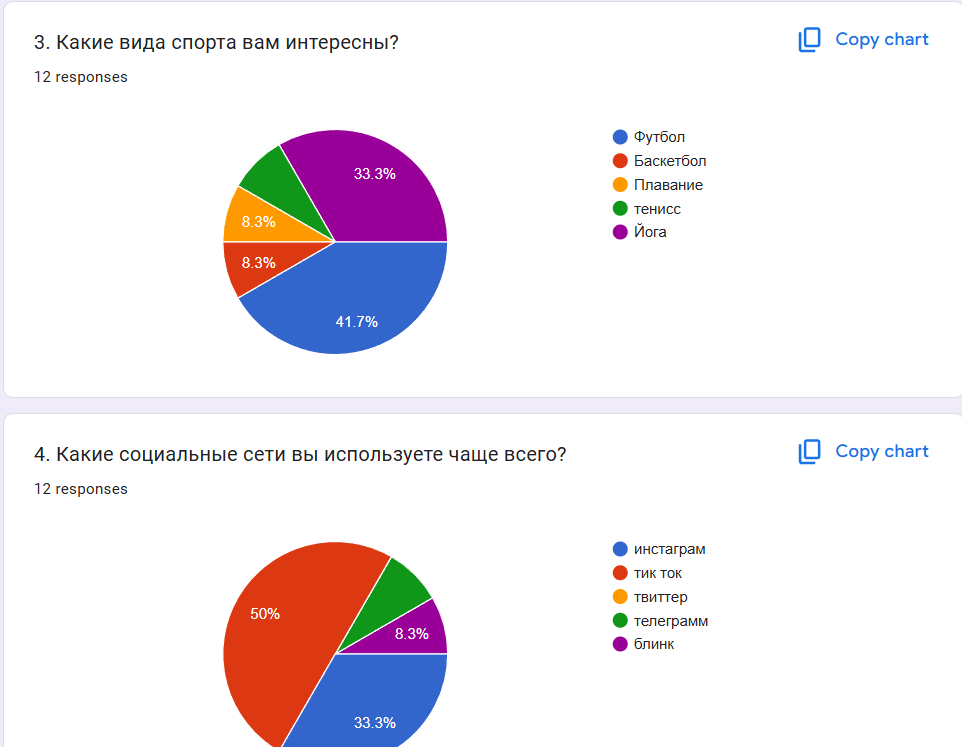 3. Какие вида спорта вам интересны?
Copy chart
12 responses
33.3%
8.3%
8.3%
41.7%
Футбол
Баскетбол
Плавание
тенисс
Йога
4. Какие социальные сети вы используете чаще всего?
Copy chart
12 responses
50%
8.3%
33.3%
инстаграм
тик ток
твиттер
телеграмм
блинк